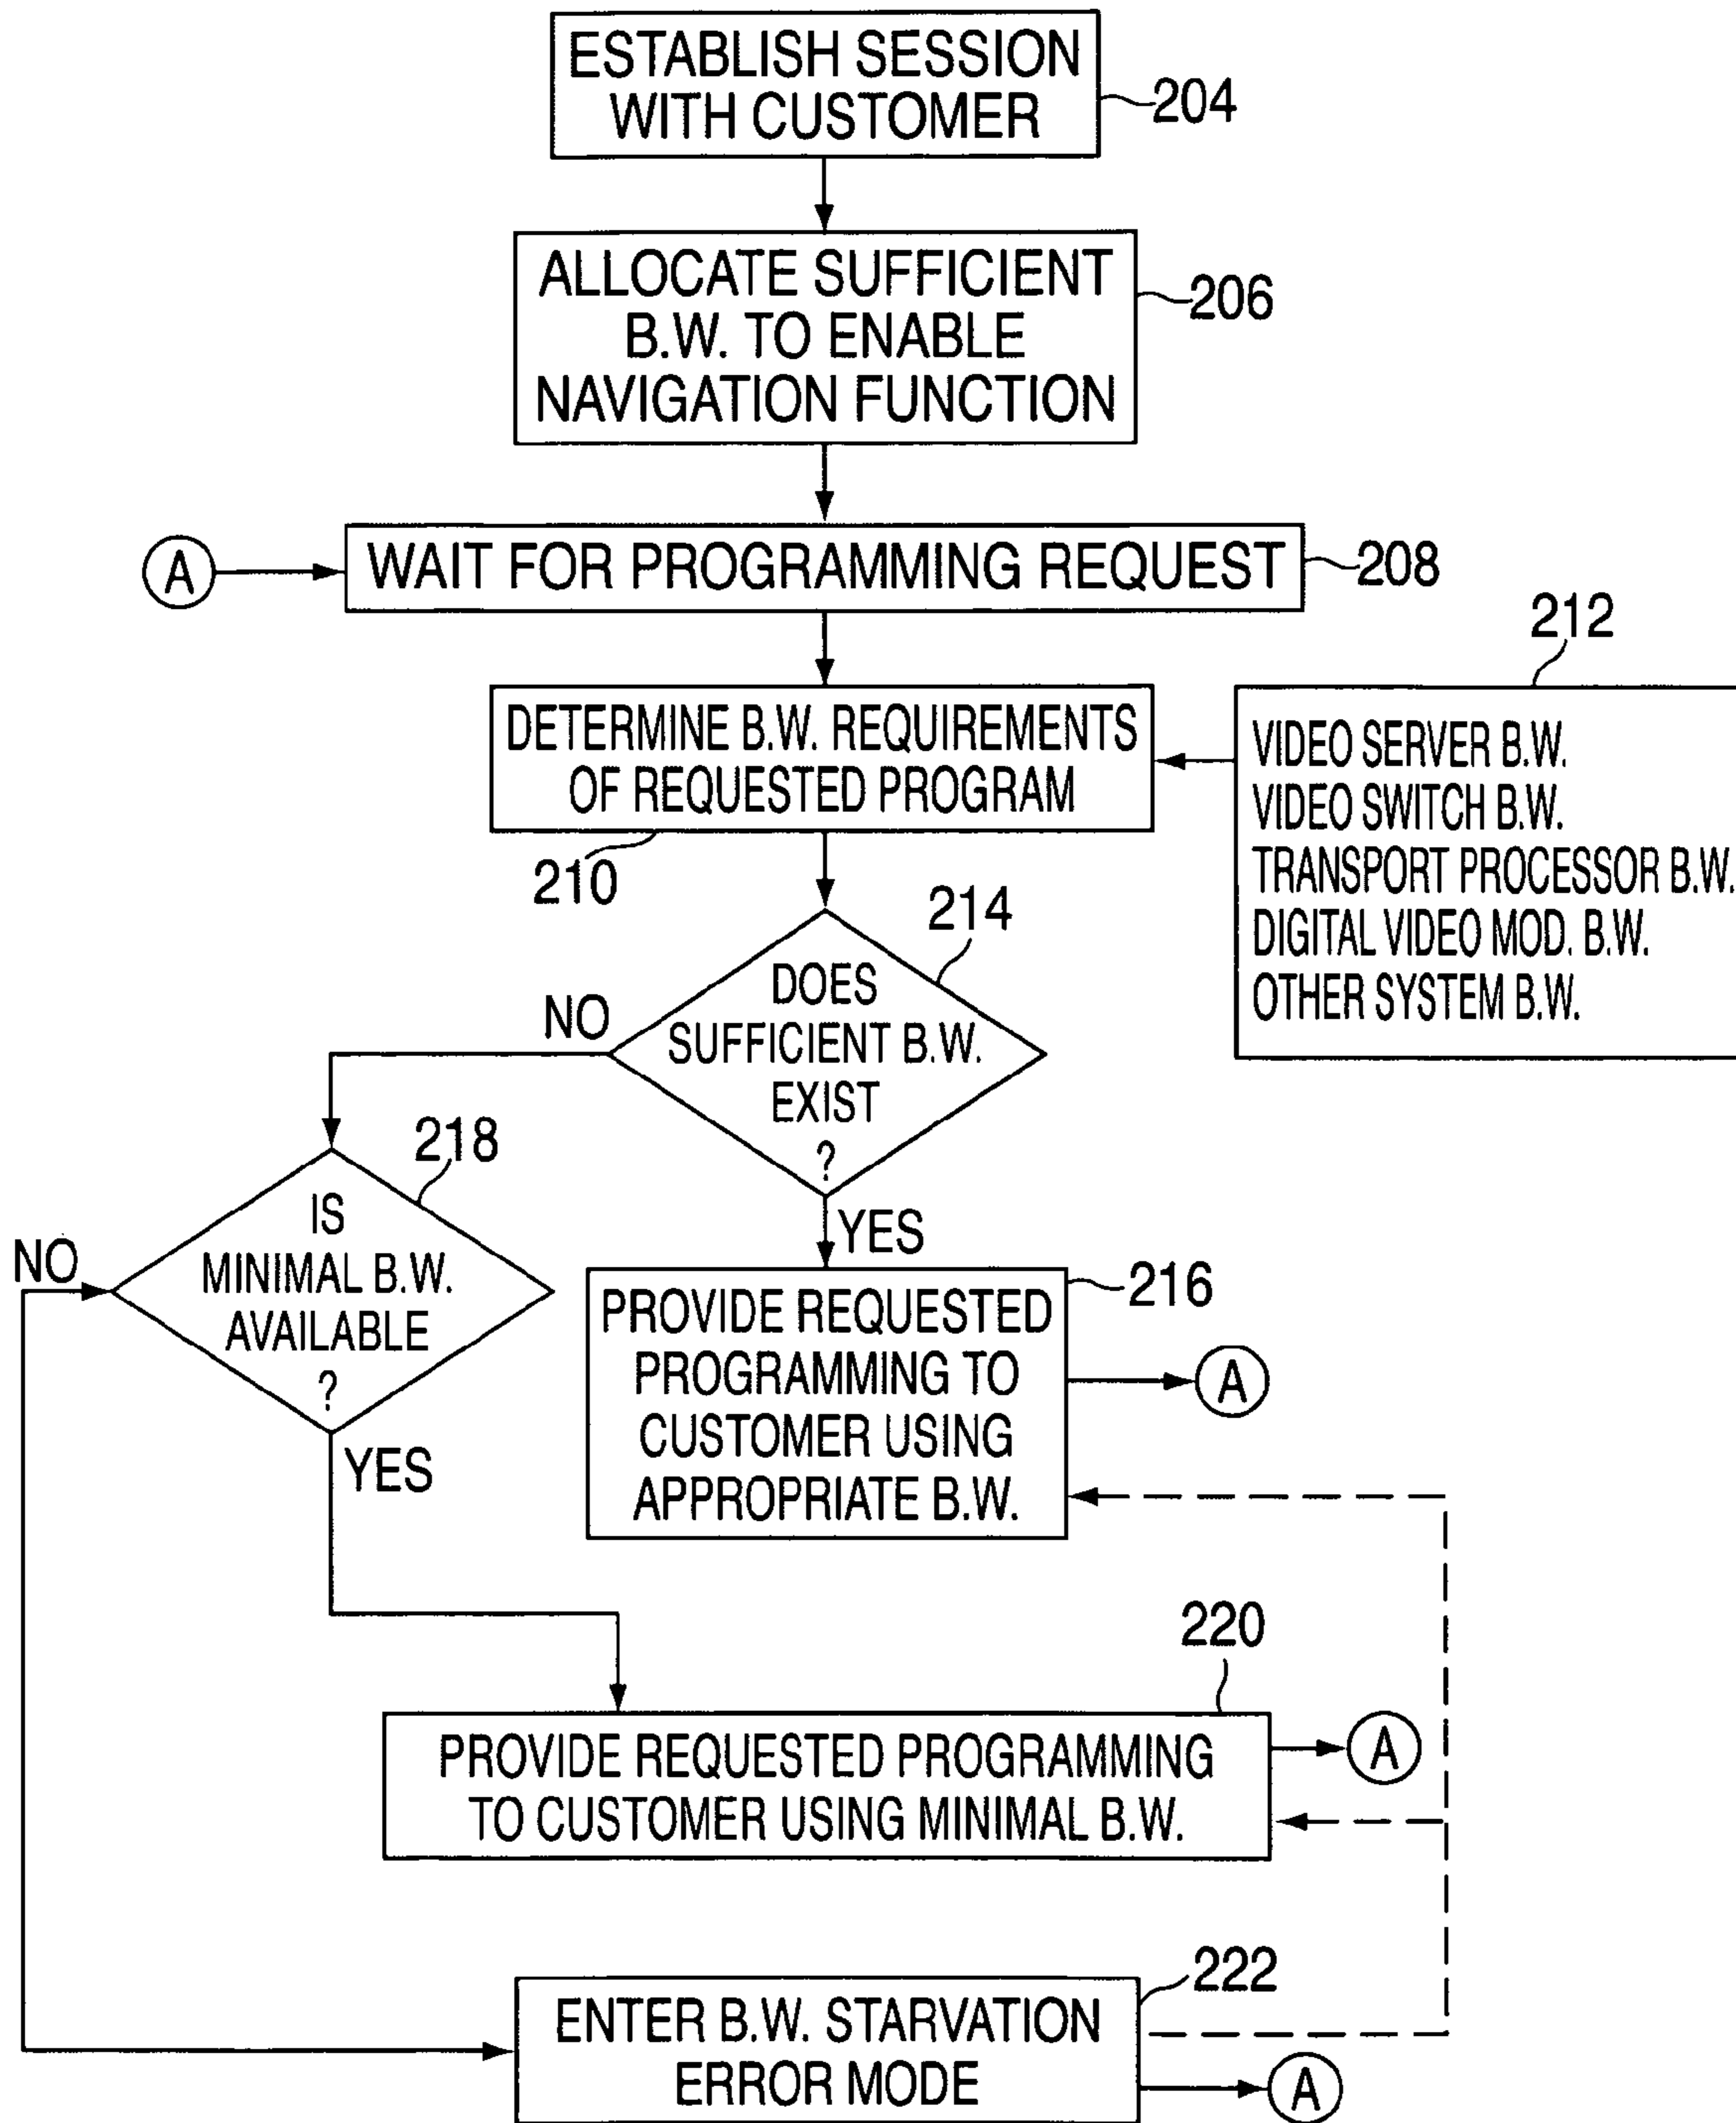 ESTABLISH SESSION
WITH CUSTOMER
204
ALLOCATE SUFFICIENT
B.W. TO ENABLE
NAVIGATION FUNCTION
206
A
WAIT FOR PROGRAMMING REQUEST
208
DETERMINE B.W. REQUIREMENTS
OF REQUESTED PROGRAM
210
212
VIDEO SERVER B.W.
VIDEO SWITCH B.W.
TRANSPORT PROCESSOR B.W.
DIGITAL VIDEO MOD. B.W.
OTHER SYSTEM B.W.
214
DOES
SUFFICIENT B.W.
EXIST
?
NO
YES
218
IS
MINIMAL B.W.
AVAILABLE
?
NO
YES
216
PROVIDE REQUESTED
PROGRAMMING TO
CUSTOMER USING
APPROPRIATE B.W.
A
220
PROVIDE REQUESTED PROGRAMMING
TO CUSTOMER USING MINIMAL B.W.
A
222
ENTER B.W. STARVATION
ERROR MODE
A